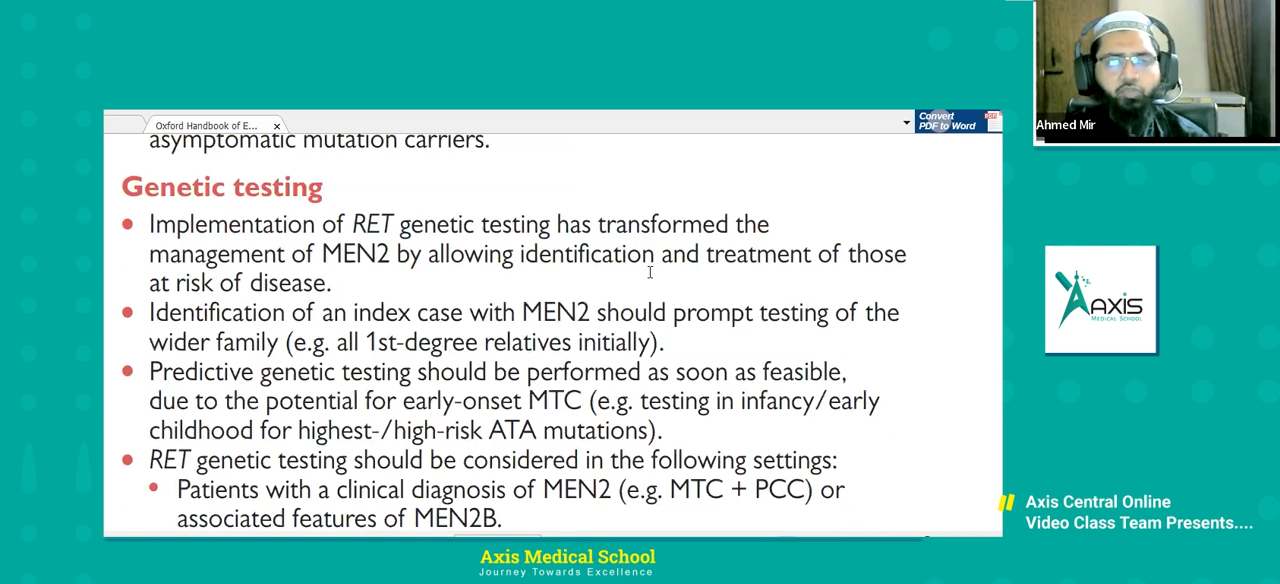 Oxford Handbook of E...
Convert
PDF to Word
PDF
Ahmed Mir
asymptomatic mutation carriers.
Genetic testing
• Implementation of RET genetic testing has transformed the
management of MEN2 by allowing identification and treatment of those
at risk of disease.
• Identification of an index case with MEN2 should prompt testing of the
wider family (e.g. all 1st-degree relatives initially).
• Predictive genetic testing should be performed as soon as feasible,
due to the potential for early-onset MTC (e.g. testing in infancy/early
childhood for highest-/high-risk ATA mutations).
• RET genetic testing should be considered in the following settings:
• Patients with a clinical diagnosis of MEN2 (e.g. MTC + PCC) or
associated features of MEN2B.
AXIS
MEDICAL SCHOOL
Axis Central Online
Video Class Team Presents....
Axis Medical School
Journey Towards Excellence